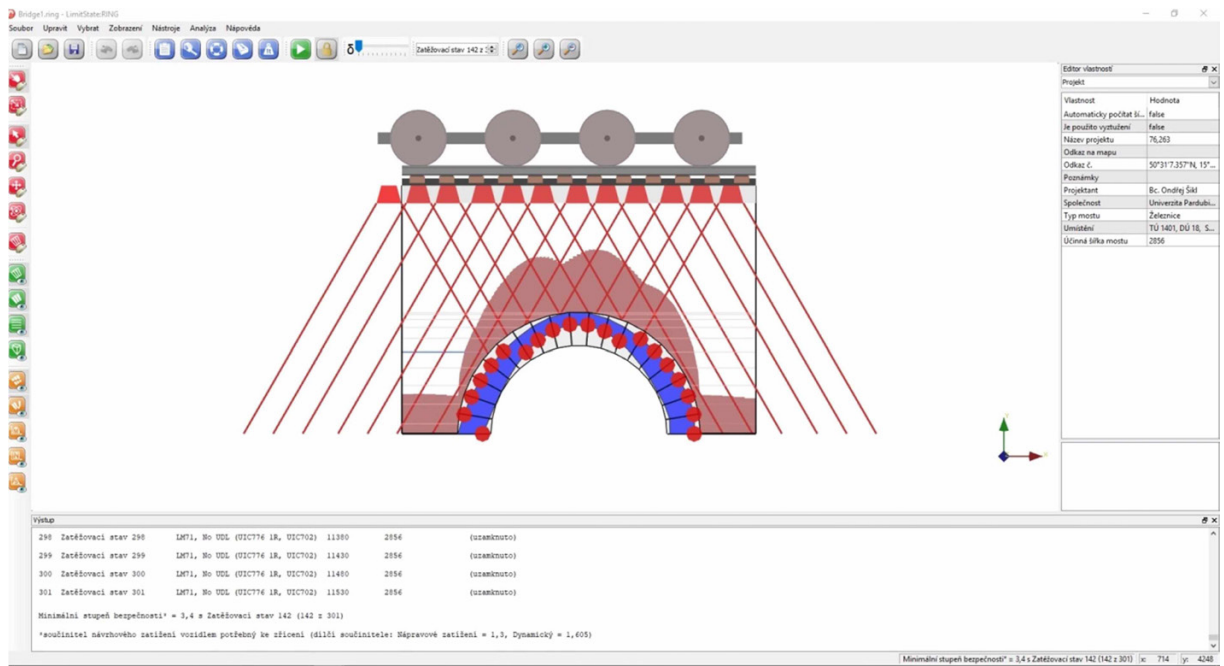 Bridge1.ring - LimitState:RING
Soubor Upravit Vybrat Zobrazení Nástroje Analýza Nápověda
δ
Zatěžovací stav 142 z 3
Editor vlastností
Projekt
Vlastnost Hodnota
Automaticky počítat ší... false
Je použito vyztužení false
Název projektu 76,263
Odkaz na mapu
Odkaz č. 50°31'7.357"N, 15°...
Poznámky
Projektant Bc. Ondřej Šikl
Společnost Univerzita Pardubi...
Typ mostu Železnice
Umístění TÚ 1401, DÚ 18, S...
Účinná šířka mostu 2856
Výstup
298 Zatěžovací stav 298 LM71, No UDL (UIC776 1R, UIC702) 11380 2856 (uzamknuto)
299 Zatěžovací stav 299 LM71, No UDL (UIC776 1R, UIC702) 11430 2856 (uzamknuto)
300 Zatěžovací stav 300 LM71, No UDL (UIC776 1R, UIC702) 11480 2856 (uzamknuto)
301 Zatěžovací stav 301 LM71, No UDL (UIC776 1R, UIC702) 11530 2856 (uzamknuto)
Minimální stupeň bezpečnosti* = 3,4 s Zatěžovací stav 142 (142 z 301)
*součinitel návrhového zatížení vozidlem potřebný ke zřícení (dílčí součinitele: Nápravové zatížení = 1,3, Dynamický = 1,605)
Minimální stupeň bezpečnosti* = 3,4 s Zatěžovací stav 142 (142 z 301) x: 714 y: 4248